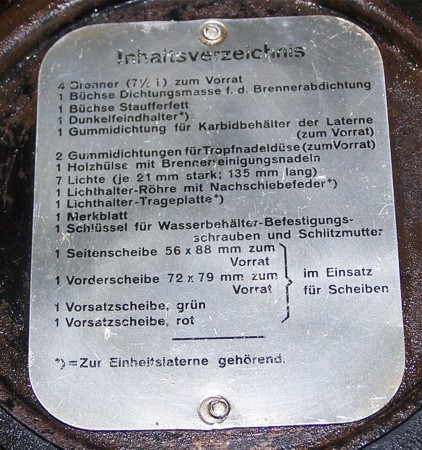 Inhaltsverzeichnis
4 Brenner (7½ l) zum Vorrat
1 Büchse Dichtungsmasse f. d. Brennerabdichtung
1 Büchse Staufferfett
1 Dunkelfeindhalter*)
1 Gummidichtung für Karbidbehälter der Laterne
(zum Vorrat)
2 Gummidichtungen für Tropfnadeldüse (zum Vorrat)
1 Holzhülse mit Brennerreinigungsnadeln
7 Lichte (je 21 mm stark; 135 mm lang)
1 Lichthalter-Röhre mit Nachschiebefeder*)
1 Lichthalter-Trageplatte*)
1 Merkblatt
1 Schlüssel für Wasserbehälter-Befestigungs-
schrauben und Schlitzmutter
1 Seitenscheibe 56 x 88 mm zum
Vorrat
1 Vorderscheibe 72 x 79 mm zum
Vorrat
im Einsatz
für Scheiben
1 Vorsatzscheibe, grün
1 Vorsatzscheibe, rot
*)=Zur Einheitslaterne gehörend.